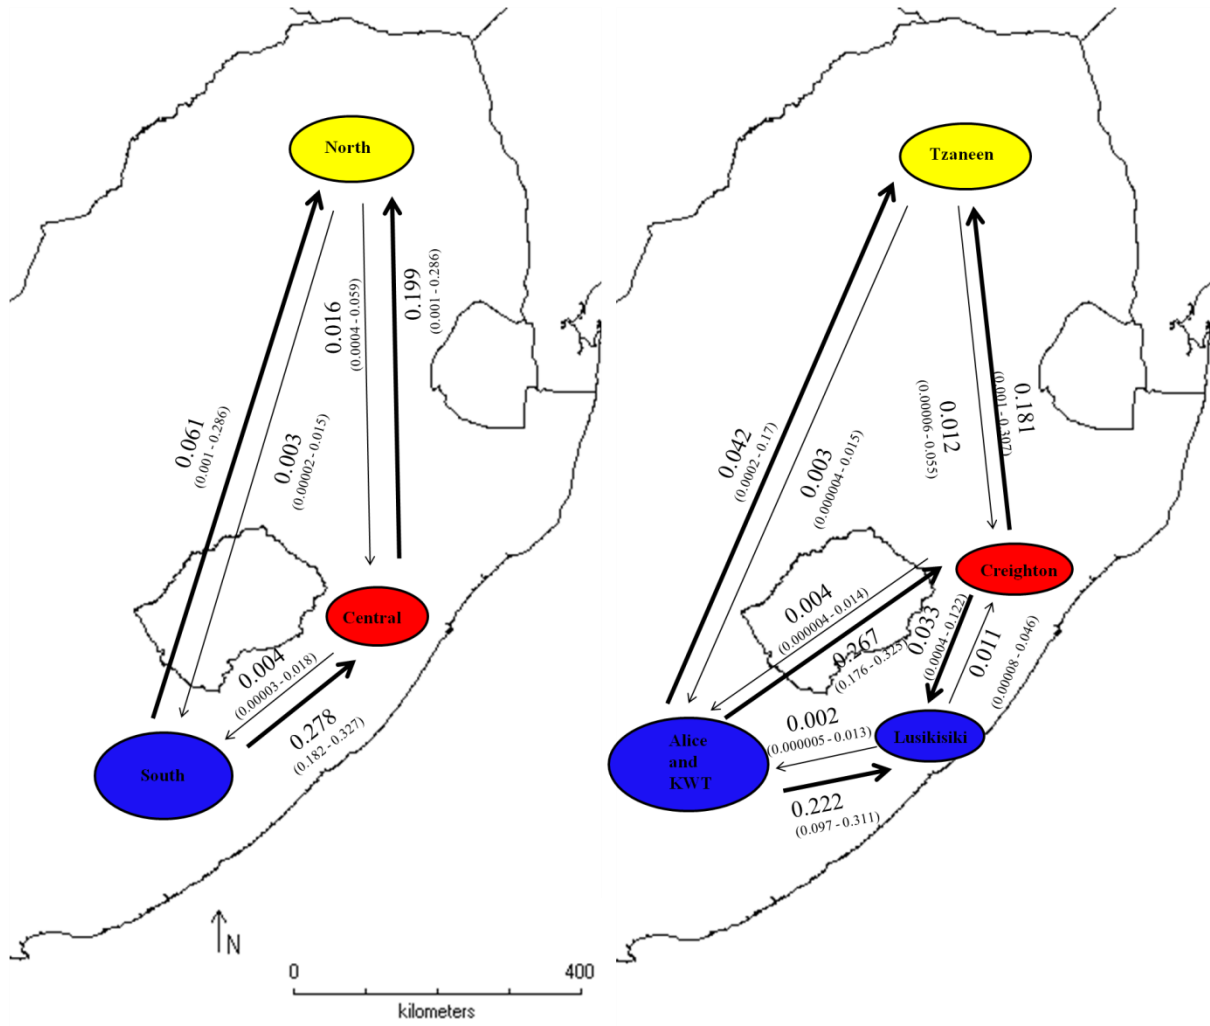 North
0.199
(0.001 - 0.286)
0.016
(0.0004 - 0.059)
0.061
(0.001 - 0.286)
0.003
(0.00002 - 0.015)
Central
0.004
(0.00003 - 0.018)
0.278
(0.182 - 0.327)
South
N
0
400
kilometers
Tzaneen
0.181
(0.001 - 0.307)
0.012
(0.00006 - 0.055)
0.042
(0.0002 - 0.17)
0.003
(0.000004 - 0.015)
Creighton
0.004
(0.000004 - 0.014)
0.267
(0.176 - 0.325)
0.033
(0.0004 - 0.122)
0.011
(0.00008 - 0.046)
Alice
and
KWT
0.002
(0.000005 - 0.013)
Lusikisiki
0.222
(0.097 - 0.311)